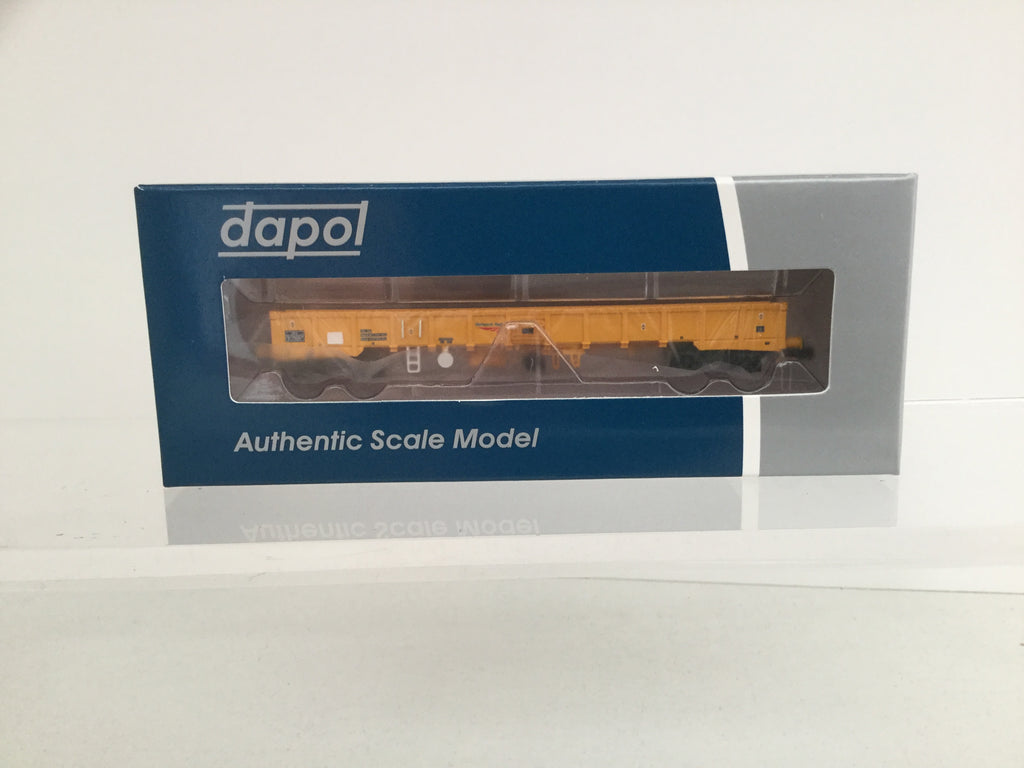 dapol
Authentic Scale Model